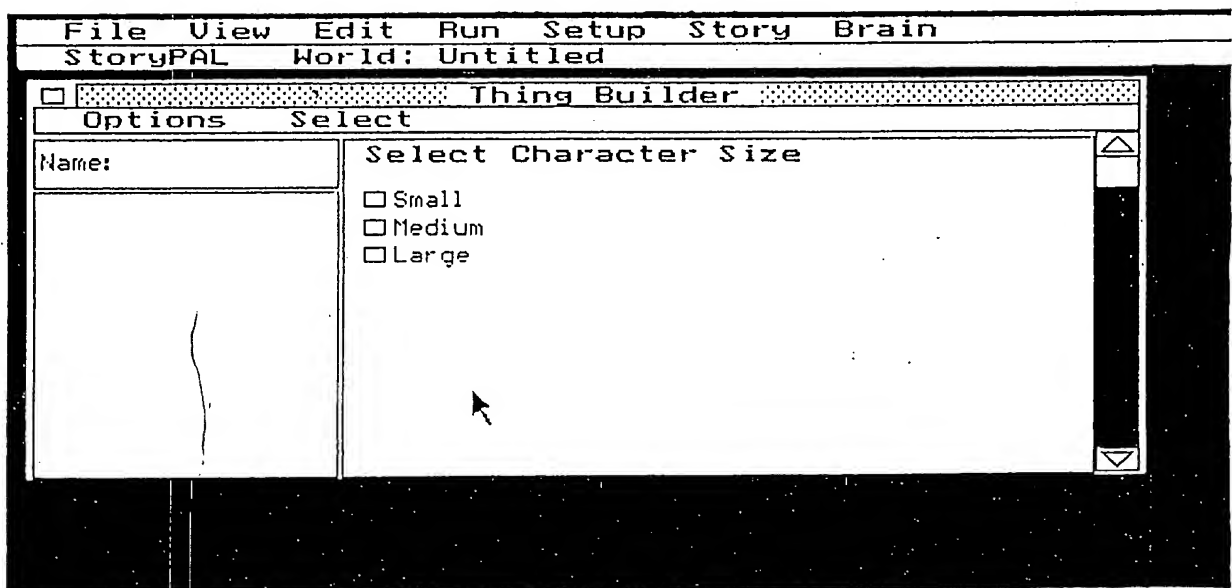 File View Edit Run Setup Story Brain
StoryPAL World: Untitled
Thing Builder
Options Select
Name:
Select Character Size
Small
Medium
Large